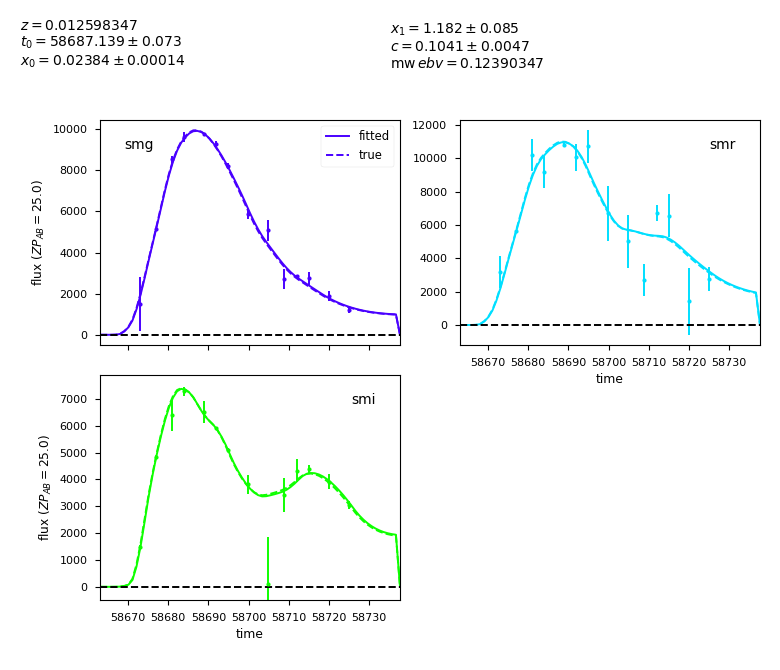 z = 0.012598347
t₀ = 58687.139 ± 0.073
x₀ = 0.02384 ± 0.00014
x₁ = 1.182 ± 0.085
c = 0.1041 ± 0.0047
mw ebv = 0.12390347
smg
fitted
true
10000
8000
6000
4000
2000
0
flux (ZP_AB = 25.0)
smr
12000
10000
8000
6000
4000
2000
0
58670 58680 58690 58700 58710 58720 58730
time
smi
7000
6000
5000
4000
3000
2000
1000
0
flux (ZP_AB = 25.0)
58670 58680 58690 58700 58710 58720 58730
time